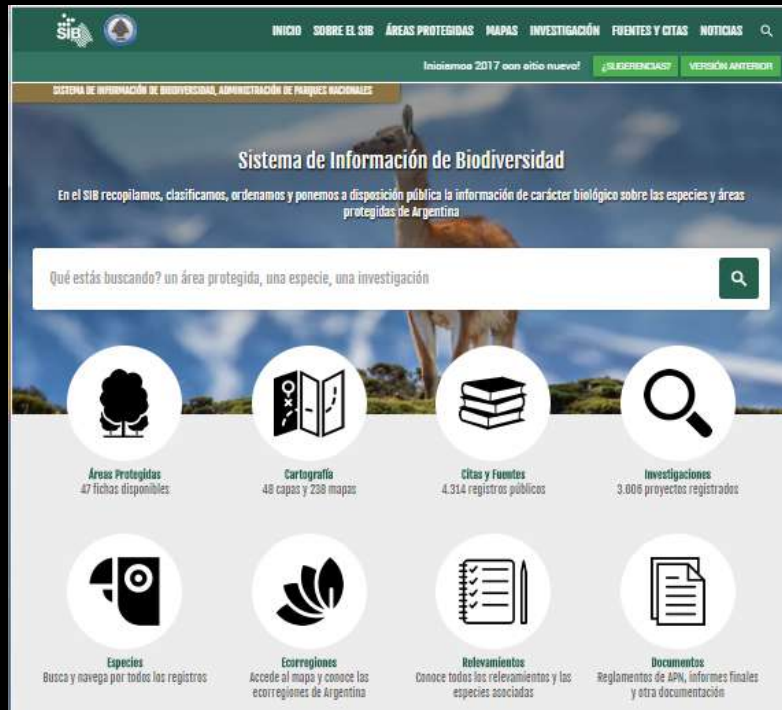 SIB
INICIO SOBRE EL SIB ÁREAS PROTEGIDAS MAPAS INVESTIGACIÓN FUENTES Y CITAS NOTICIAS
Iniciemos 2017 con sitio nuevo! ¿SUGERENCIAS? VERSIÓN ANTERIOR
SISTEMA DE INFORMACIÓN DE BIODIVERSIDAD, ADMINISTRACIÓN DE PARQUES NACIONALES
Sistema de Información de Biodiversidad
En el SIB recopilamos, clasificamos, ordenamos y ponemos a disposición pública la información de carácter biológico sobre las especies y áreas
protegidas de Argentina
Qué estás buscando? un área protegida, una especie, una investigación
Áreas Protegidas
47 fichas disponibles
Cartografía
48 capas y 238 mapas
Citas y Fuentes
4.314 registros públicos
Investigaciones
3.006 proyectos registrados
Especies
Busca y navega por todos los registros
Ecorregiones
Accede al mapa y conoce las
ecorregiones de Argentina
Relevamientos
Conoce todos los relevamientos y las
especies asociadas
Documentos
Reglamentos de APN, informes finales
y otra documentación